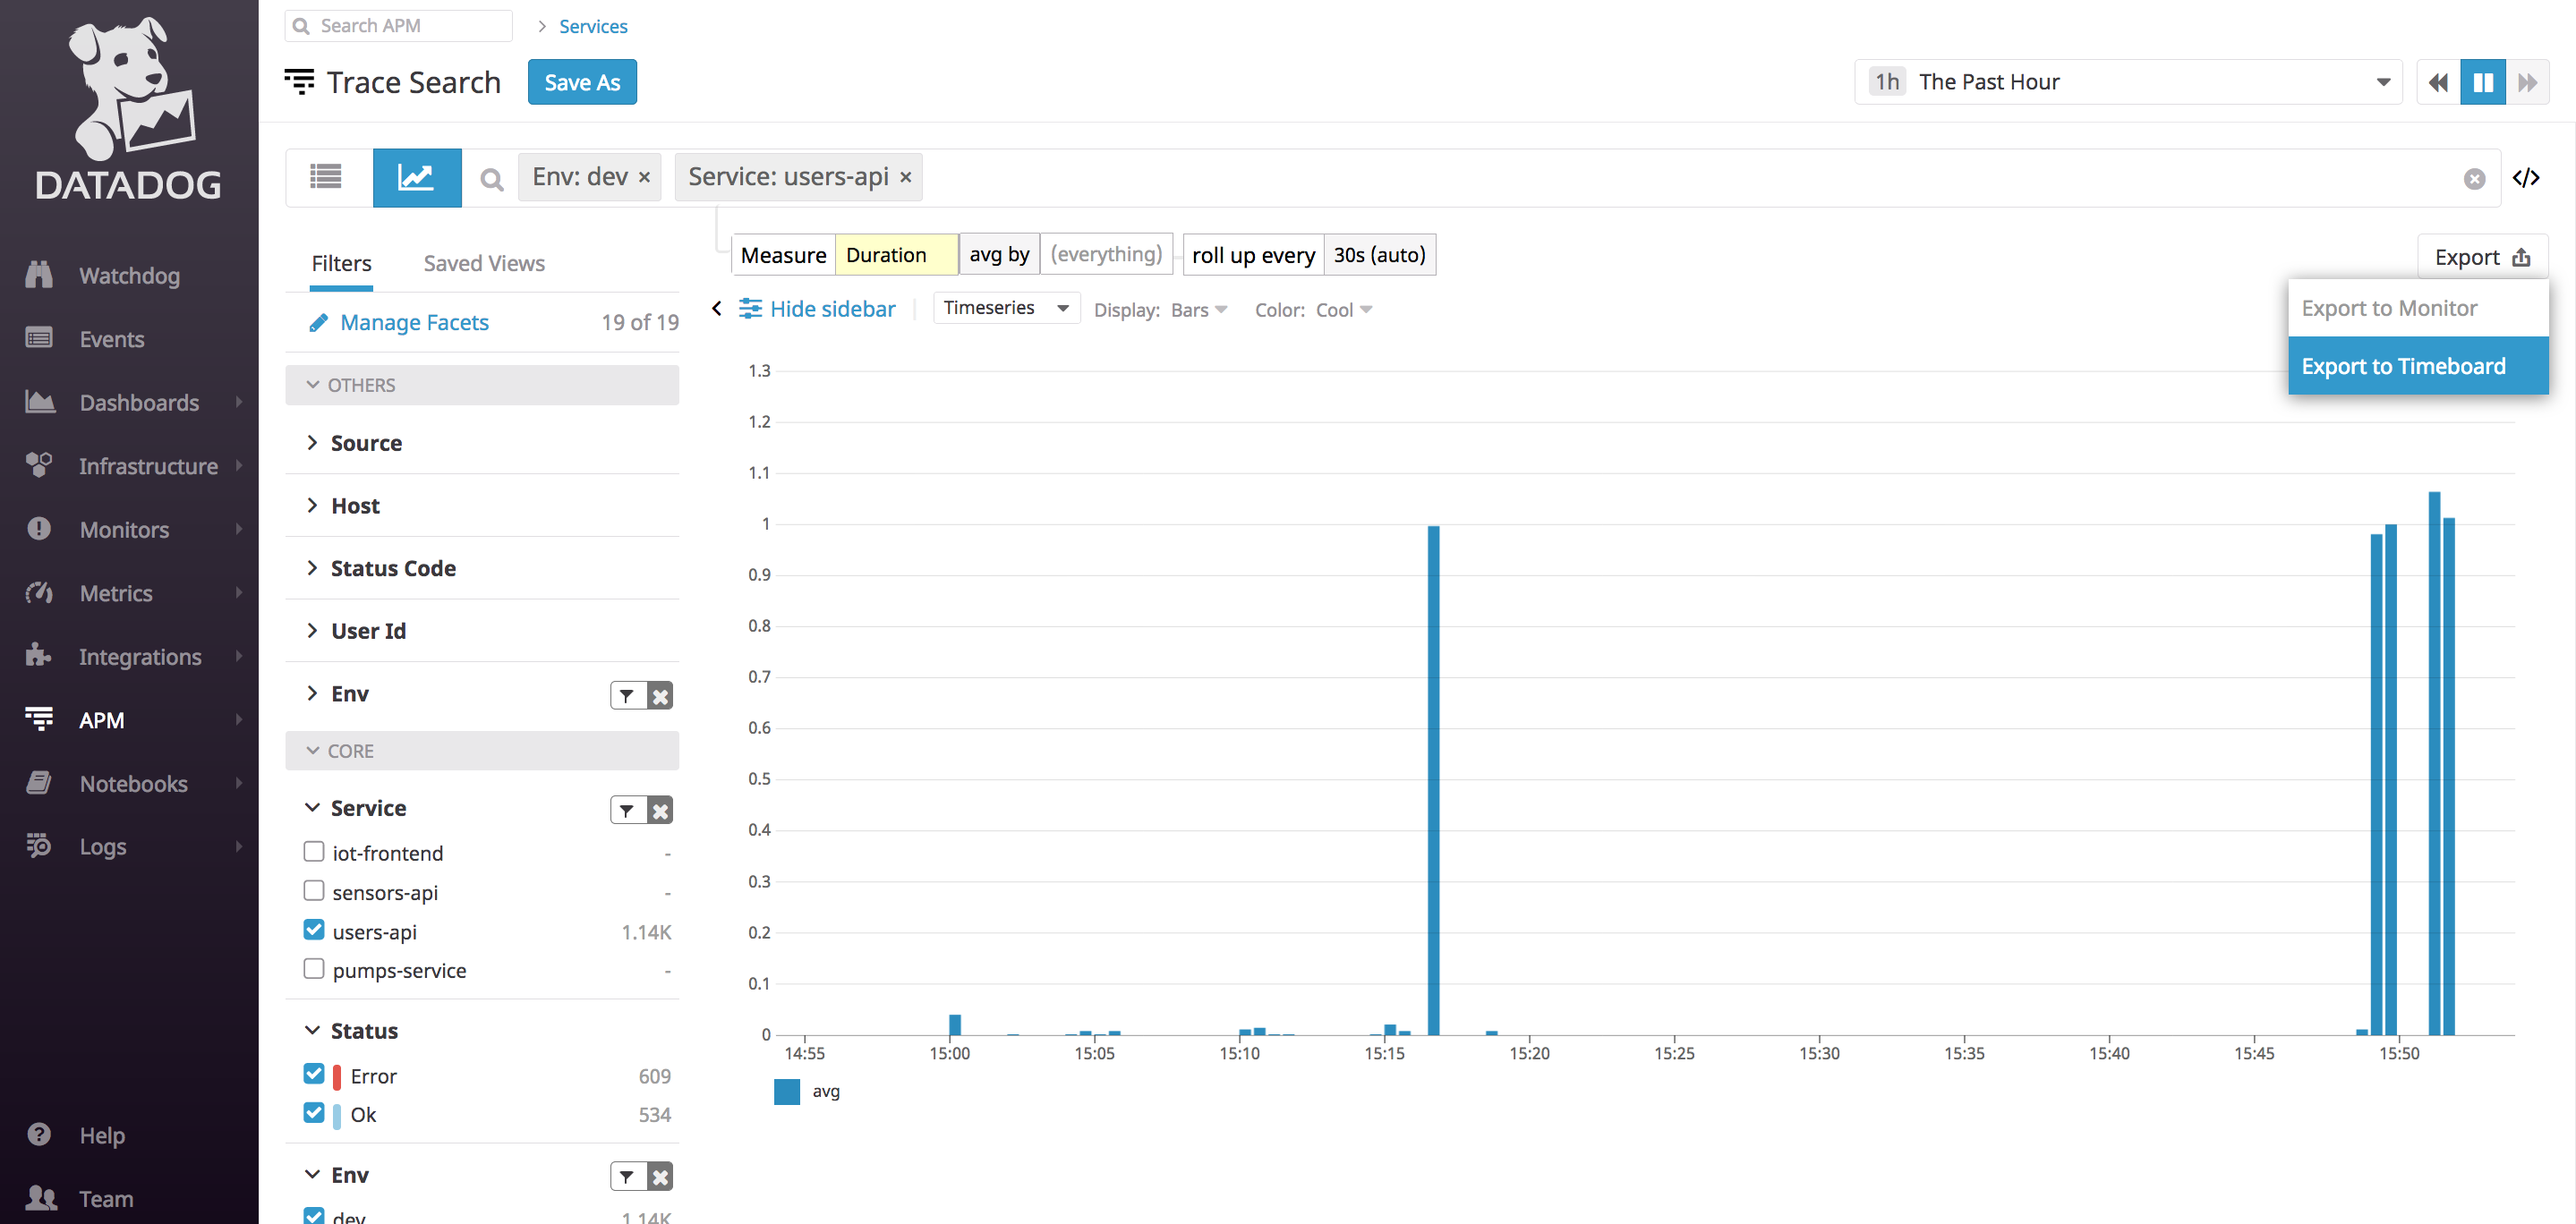 DATADOG
Watchdog
Events
Dashboards
Infrastructure
Monitors
Metrics
Integrations
APM
Notebooks
Logs
Help
Team
Search APM
Services
Trace Search
Save As
1h The Past Hour
Env: dev × Service: users-api ×
</>
Measure Duration avg by (everything) roll up every 30s (auto)
Export
Export to Monitor
Export to Timeboard
Filters Saved Views
Manage Facets 19 of 19
Hide sidebar Timeseries Display: Bars Color: Cool
OTHERS
Source
Host
Status Code
User Id
Env
CORE
Service
iot-frontend -
sensors-api -
users-api 1.14K
pumps-service -
Status
Error 609
Ok 534
Env
dev 1.14K
1.3
1.2
1.1
1
0.9
0.8
0.7
0.6
0.5
0.4
0.3
0.2
0.1
0
14:55 15:00 15:05 15:10 15:15 15:20 15:25 15:30 15:35 15:40 15:45 15:50
avg